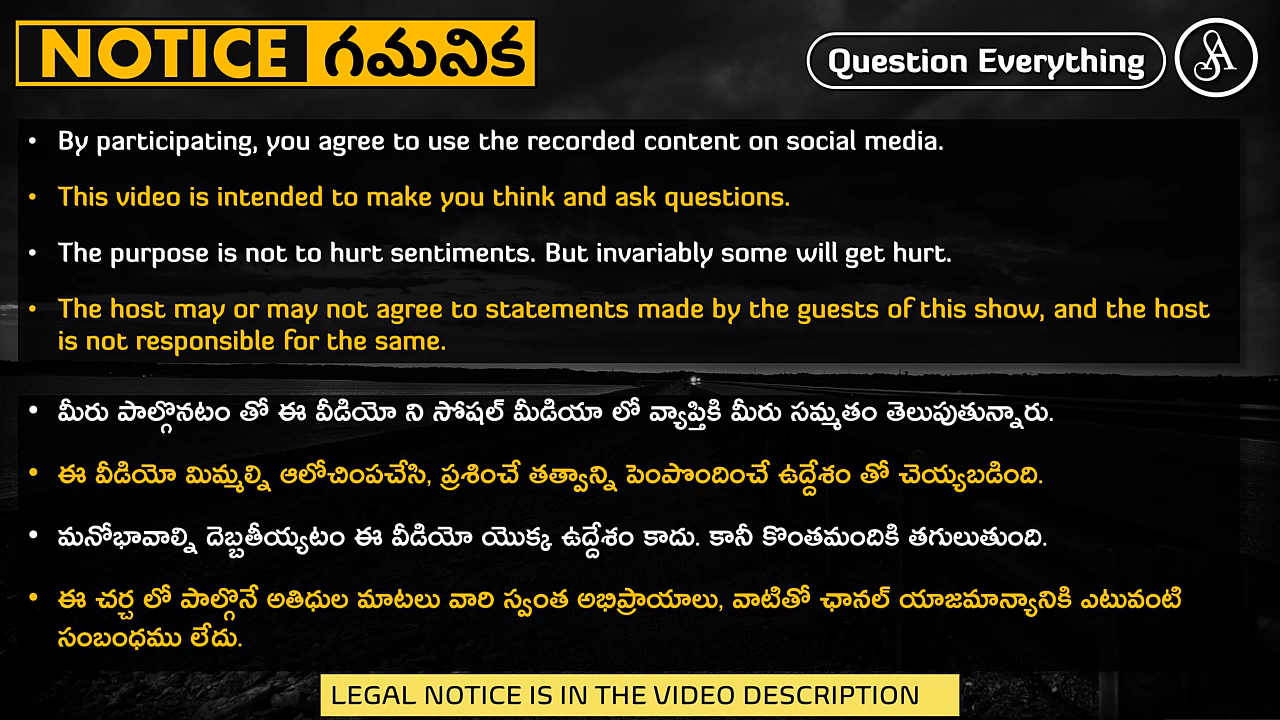 NOTICE గమనిక
Question Everything
• By participating, you agree to use the recorded content on social media.
• This video is intended to make you think and ask questions.
• The purpose is not to hurt sentiments. But invariably some will get hurt.
• The host may or may not agree to statements made by the guests of this show, and the host
is not responsible for the same.
• మీరు పాల్గొనటం తో ఈ వీడియో ని సోషల్ మీడియా లో వ్యాప్తికి మీరు సమ్మతం తెలుపుతున్నారు.
• ఈ వీడియో మిమ్మల్ని ఆలోచింపచేసి, ప్రశించే తత్వాన్ని పెంపొందించే ఉద్దేశం తో చెయ్యబడింది.
• మనోభావాల్ని దెబ్బతీయ్యటం ఈ వీడియో యొక్క ఉద్దేశం కాదు. కానీ కొంతమందికి తగులుతుంది.
• ఈ చర్చ లో పాల్గొనే అతిధుల మాటలు వారి స్వంత అభిప్రాయాలు, వాటితో ఛానల్ యాజమాన్యానికి ఎటువంటి
సంబంధము లేదు.
LEGAL NOTICE IS IN THE VIDEO DESCRIPTION